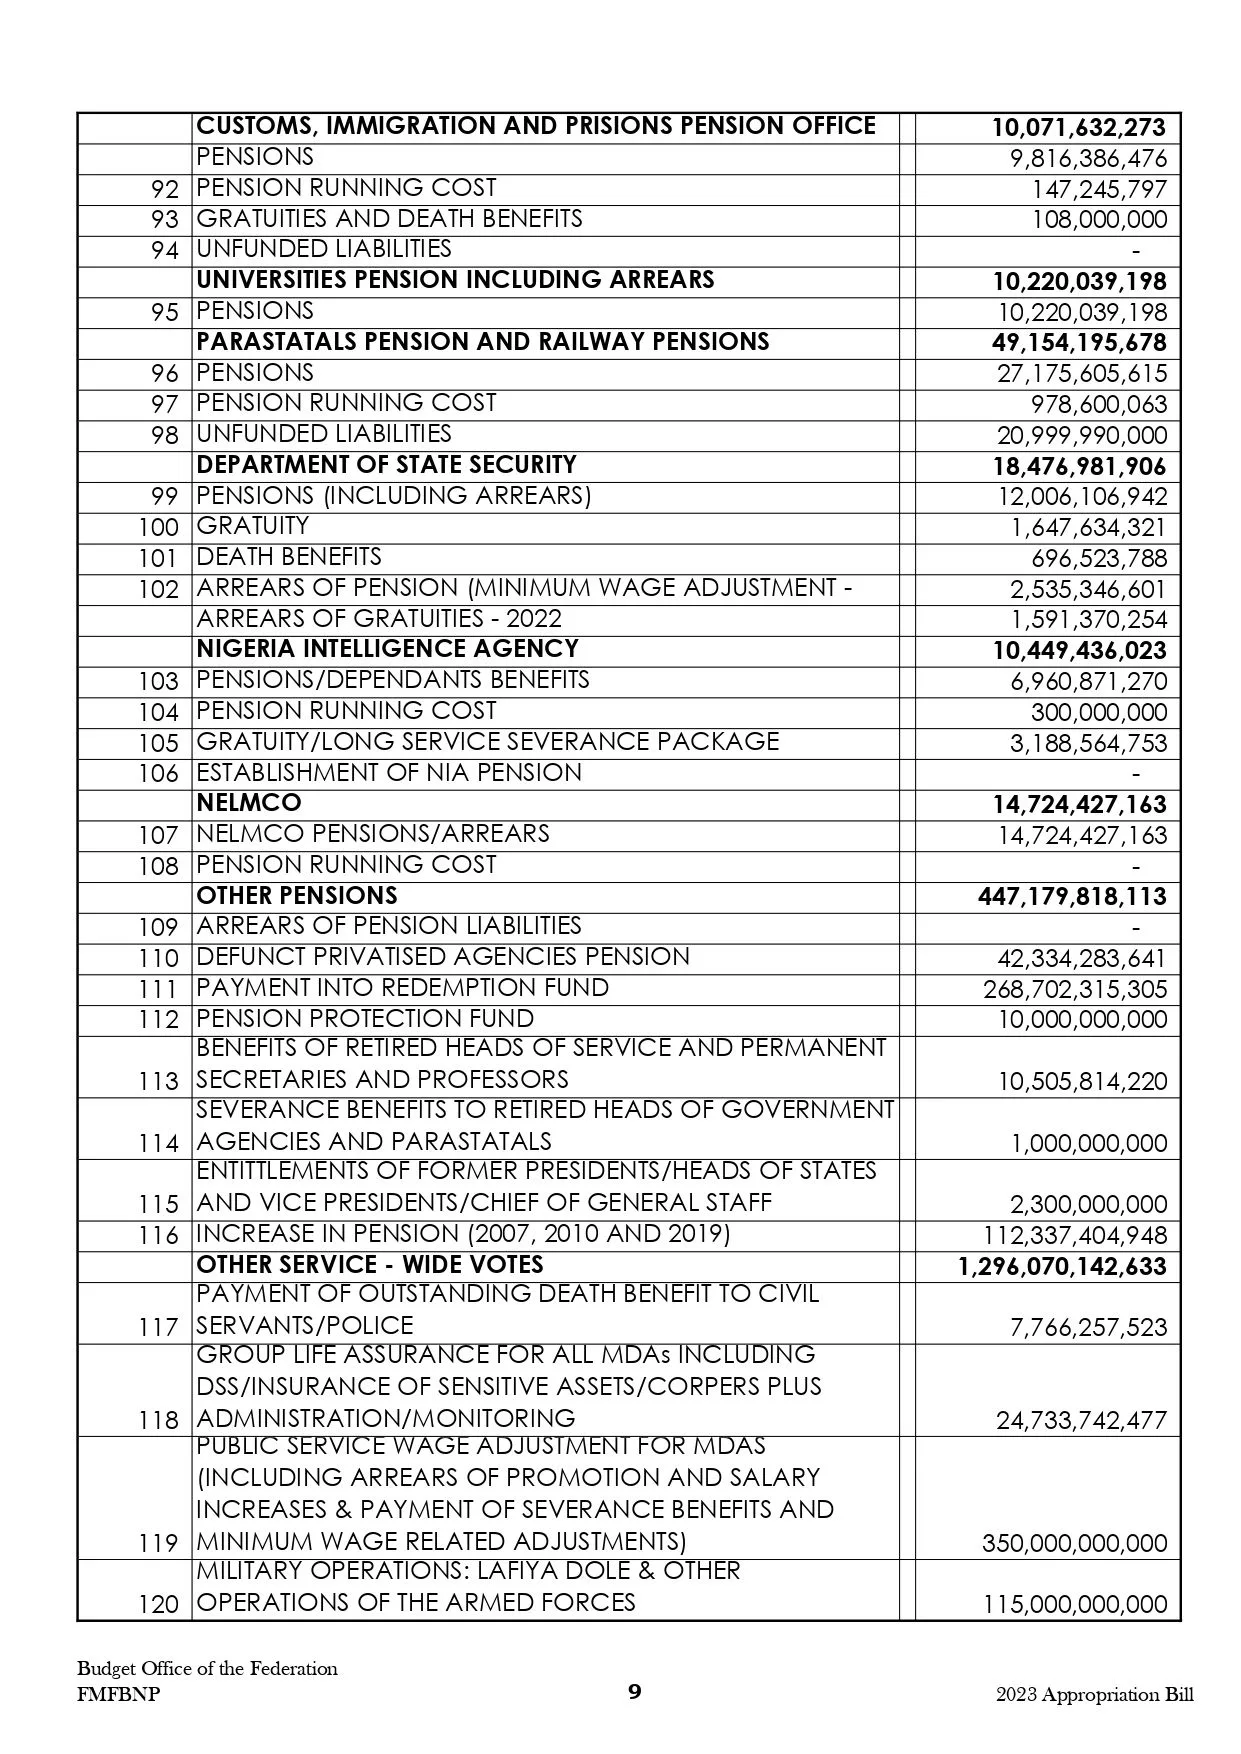 CUSTOMS, IMMIGRATION AND PRISIONS PENSION OFFICE 10,071,632,273
PENSIONS 9,816,386,476
92 PENSION RUNNING COST 147,245,797
93 GRATUITIES AND DEATH BENEFITS 108,000,000
94 UNFUNDED LIABILITIES -
UNIVERSITIES PENSION INCLUDING ARREARS 10,220,039,198
95 PENSIONS 10,220,039,198
PARASTATALS PENSION AND RAILWAY PENSIONS 49,154,195,678
96 PENSIONS 27,175,605,615
97 PENSION RUNNING COST 978,600,063
98 UNFUNDED LIABILITIES 20,999,990,000
DEPARTMENT OF STATE SECURITY 18,476,981,906
99 PENSIONS (INCLUDING ARREARS) 12,006,106,942
100 GRATUITY 1,647,634,321
101 DEATH BENEFITS 696,523,788
102 ARREARS OF PENSION (MINIMUM WAGE ADJUSTMENT - 2,535,346,601
ARREARS OF GRATUITIES - 2022 1,591,370,254
NIGERIA INTELLIGENCE AGENCY 10,449,436,023
103 PENSIONS/DEPENDANTS BENEFITS 6,960,871,270
104 PENSION RUNNING COST 300,000,000
105 GRATUITY/LONG SERVICE SEVERANCE PACKAGE 3,188,564,753
106 ESTABLISHMENT OF NIA PENSION -
NELMCO 14,724,427,163
107 NELMCO PENSIONS/ARREARS 14,724,427,163
108 PENSION RUNNING COST -
OTHER PENSIONS 447,179,818,113
109 ARREARS OF PENSION LIABILITIES -
110 DEFUNCT PRIVATISED AGENCIES PENSION 42,334,283,641
111 PAYMENT INTO REDEMPTION FUND 268,702,315,305
112 PENSION PROTECTION FUND 10,000,000,000
BENEFITS OF RETIRED HEADS OF SERVICE AND PERMANENT
113 SECRETARIES AND PROFESSORS 10,505,814,220
SEVERANCE BENEFITS TO RETIRED HEADS OF GOVERNMENT
114 AGENCIES AND PARASTATALS 1,000,000,000
ENTITTLEMENTS OF FORMER PRESIDENTS/HEADS OF STATES
115 AND VICE PRESIDENTS/CHIEF OF GENERAL STAFF 2,300,000,000
116 INCREASE IN PENSION (2007, 2010 AND 2019) 112,337,404,948
OTHER SERVICE - WIDE VOTES 1,296,070,142,633
PAYMENT OF OUTSTANDING DEATH BENEFIT TO CIVIL
117 SERVANTS/POLICE 7,766,257,523
GROUP LIFE ASSURANCE FOR ALL MDAs INCLUDING
DSS/INSURANCE OF SENSITIVE ASSETS/CORPERS PLUS
118 ADMINISTRATION/MONITORING 24,733,742,477
PUBLIC SERVICE WAGE ADJUSTMENT FOR MDAS
(INCLUDING ARREARS OF PROMOTION AND SALARY
INCREASES & PAYMENT OF SEVERANCE BENEFITS AND
119 MINIMUM WAGE RELATED ADJUSTMENTS) 350,000,000,000
MILITARY OPERATIONS: LAFIYA DOLE & OTHER
120 OPERATIONS OF THE ARMED FORCES 115,000,000,000
Budget Office of the Federation
FMFBNP 9 2023 Appropriation Bill